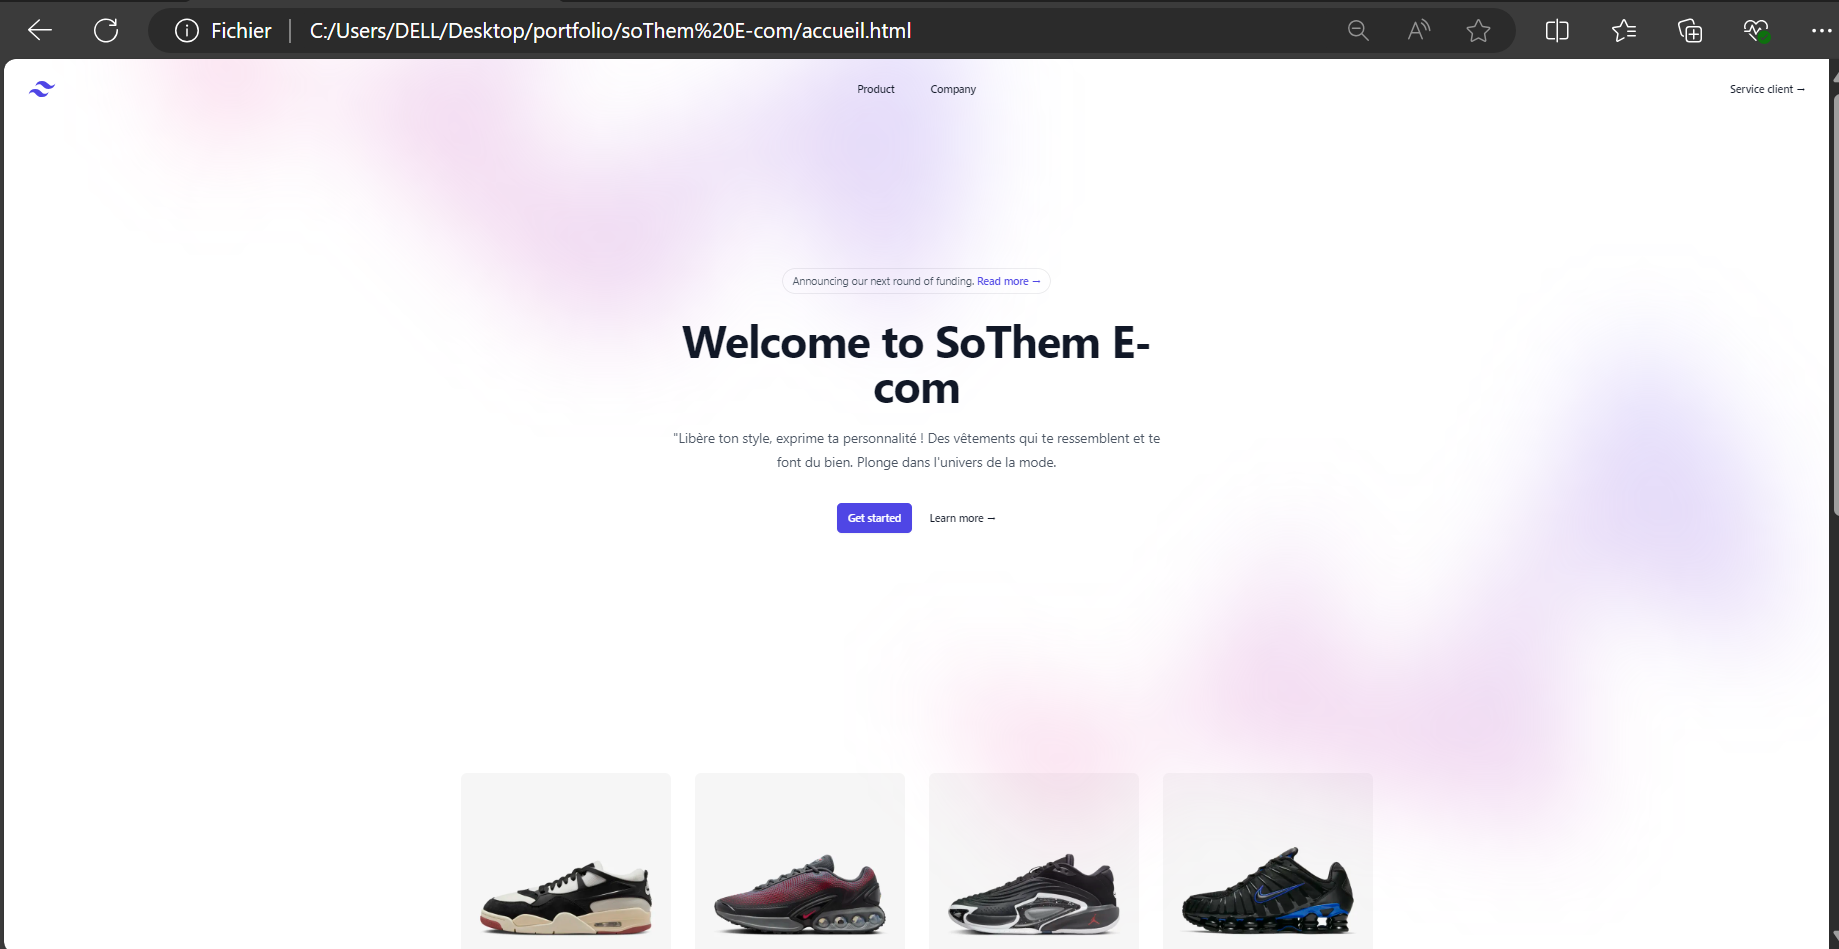 Fichier
C:/Users/DELL/Desktop/portfolio/soThem%20E-com/accueil.html
Product
Company
Service client →
Announcing our next round of funding. Read more →
Welcome to SoThem E-
com
"Libère ton style, exprime ta personnalité ! Des vêtements qui te ressemblent et te
font du bien. Plonge dans l'univers de la mode.
Get started
Learn more →